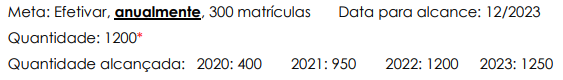 Meta: Efetivar, anualmente, 300 matrículas Data para alcance: 12/2023
Quantidade: 1200*
Quantidade alcançada: 2020: 400 2021: 950 2022: 1200 2023: 1250